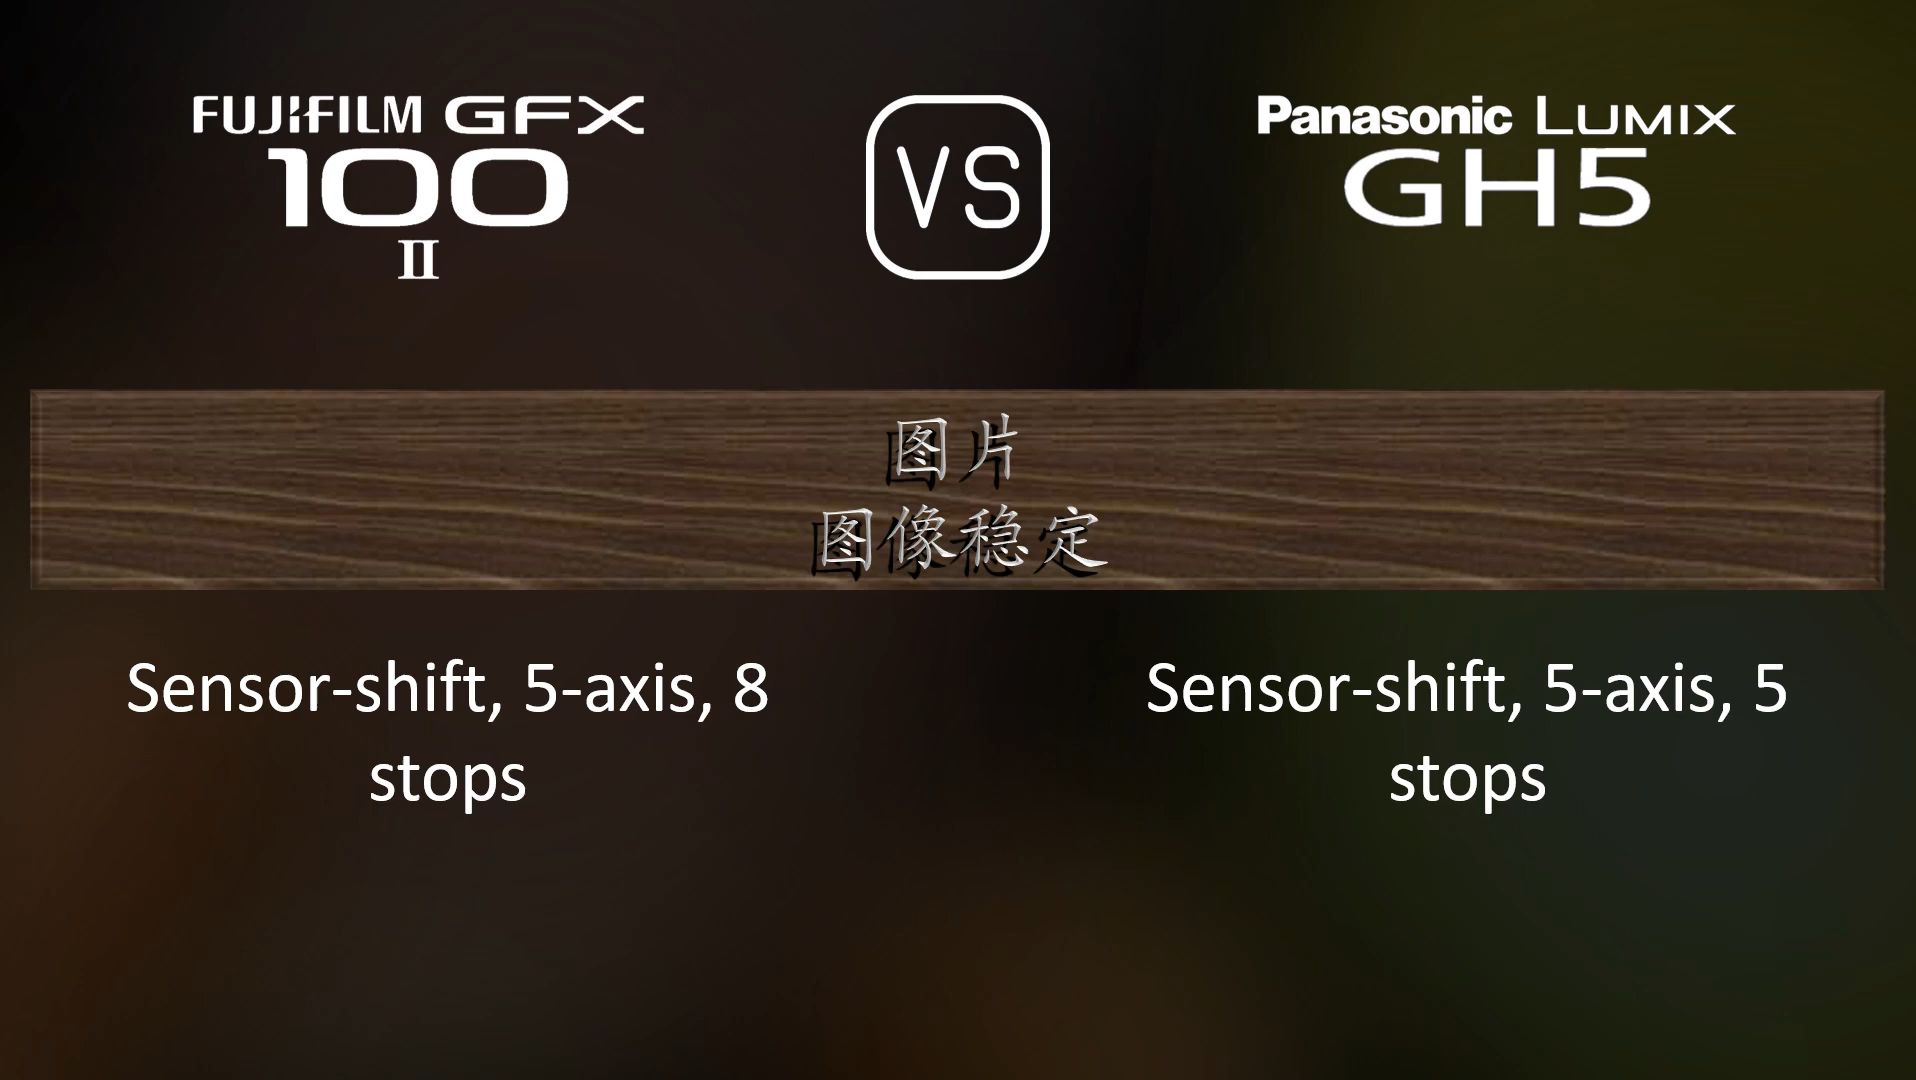 FUJIFILM GFX
100
II
VS
Panasonic LUMIX
GH5
图片
图像稳定
Sensor-shift, 5-axis, 8
stops
Sensor-shift, 5-axis, 5
stops